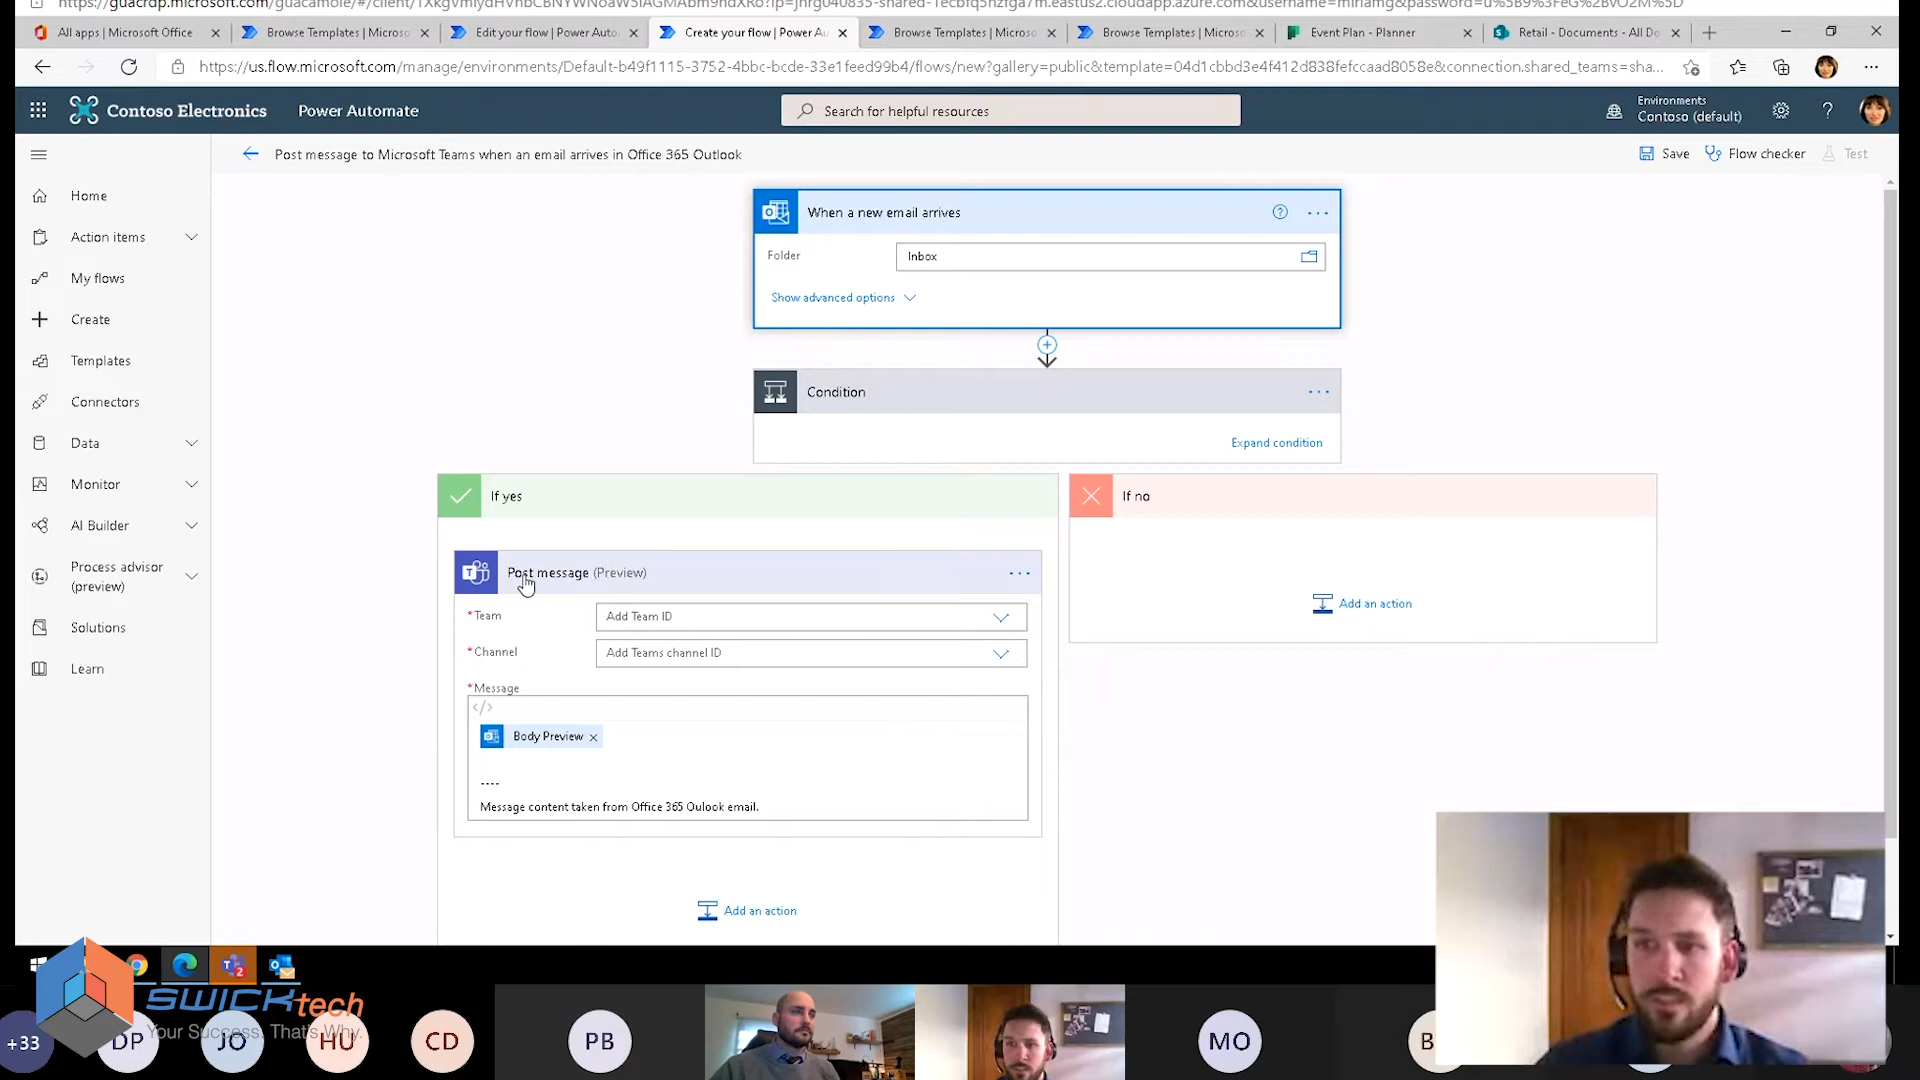 All apps | Microsoft Office
Browse Templates | Microso
Edit your flow | Power Auto
Create your flow | Power Au
Browse Templates | Microso
Browse Templates | Microso
Event Plan - Planner
Retail - Documents - All Do
https://us.flow.microsoft.com/manage/environments/Default-b49f1115-3752-4bbc-bcde-33e1feed99b4/flows/new?gallery=public&template=04d1cbbd3e4f412d838fefccaad8058e&connection.shared_teams=sha...
Contoso Electronics
Power Automate
Search for helpful resources
Environments
Contoso (default)
?
Post message to Microsoft Teams when an email arrives in Office 365 Outlook
Save
Flow checker
Test
Home
Action items
My flows
Create
Templates
Connectors
Data
Monitor
AI Builder
Process advisor
(preview)
Solutions
Learn
When a new email arrives
Folder
Inbox
Show advanced options
Condition
Expand condition
If yes
If no
Post message (Preview)
*Team
Add Team ID
*Channel
Add Teams channel ID
*Message
</>
Body Preview ×
----
Message content taken from Office 365 Oulook email.
Add an action
Add an action
SWICKtech
Your Success. That's Why.
+33
DP
JO
HU
CD
PB
MO
B